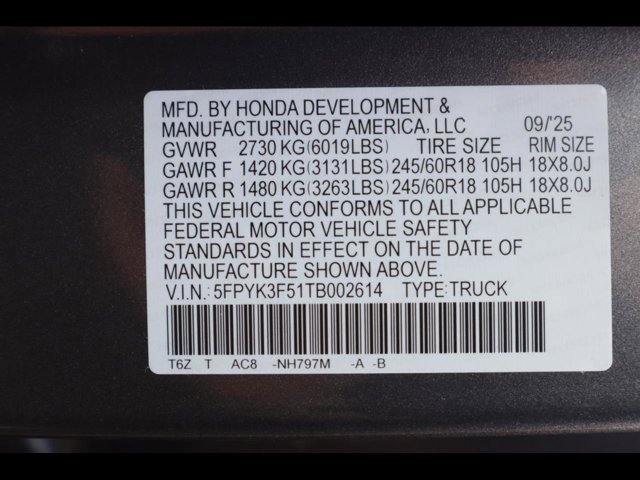 MFD. BY HONDA DEVELOPMENT &
MANUFACTURING OF AMERICA, LLC 09/'25
GVWR 2730 KG(6019LBS) TIRE SIZE RIM SIZE
GAWR F 1420 KG(3131LBS) 245/60R18 105H 18X8.0J
GAWR R 1480 KG(3263LBS) 245/60R18 105H 18X8.0J
THIS VEHICLE CONFORMS TO ALL APPLICABLE
FEDERAL MOTOR VEHICLE SAFETY
STANDARDS IN EFFECT ON THE DATE OF
MANUFACTURE SHOWN ABOVE.
V.I.N.: 5FPYK3F51TB002614 TYPE:TRUCK
T6Z T AC8 -NH797M -A -B